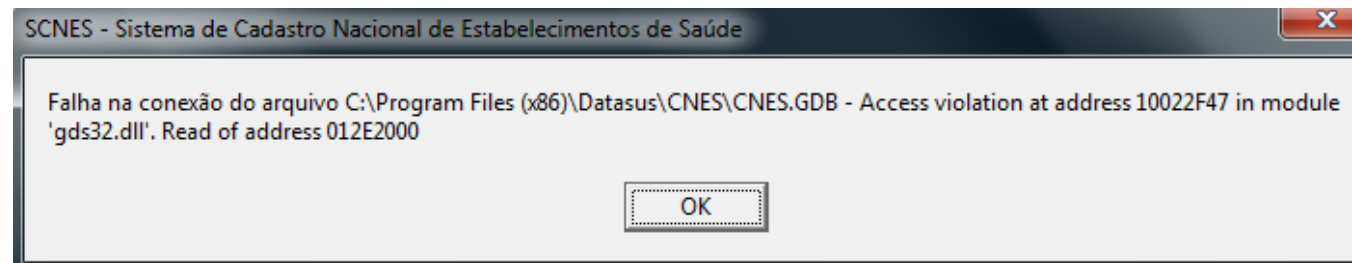 SCNES - Sistema de Cadastro Nacional de Estabelecimentos de Saúde
Falha na conexão do arquivo C:\Program Files (x86)\Datasus\CNES\CNES.GDB - Access violation at address 10022F47 in module
'gds32.dll'. Read of address 012E2000
OK